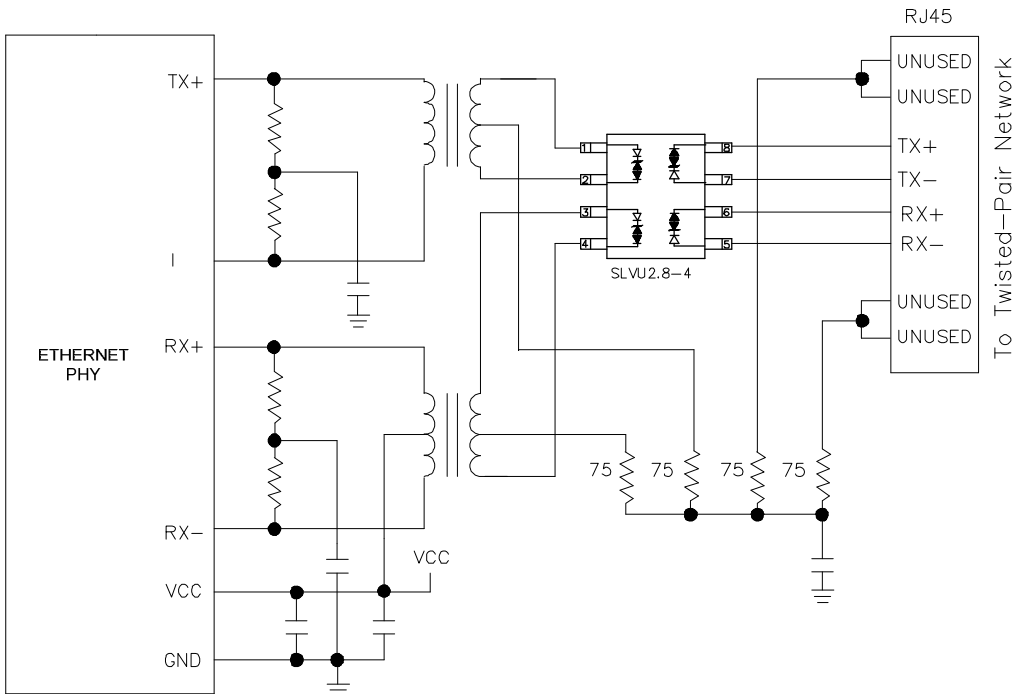 RJ45
TX+
I
RX+
ETHERNET
PHY
RX-
VCC
GND
VCC
1
2
3
4
8
7
6
5
SLVU2.8-4
75
75
75
75
UNUSED
UNUSED
TX+
TX-
RX+
RX-
UNUSED
UNUSED
To Twisted-Pair Network